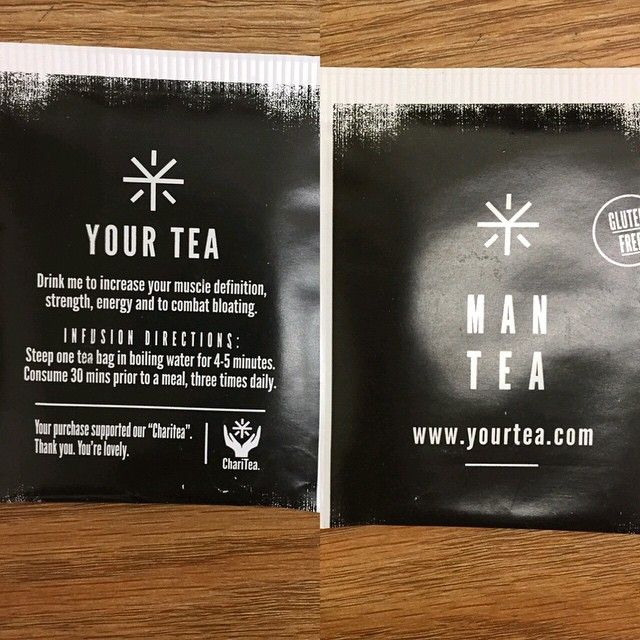 YOUR TEA
Drink me to increase your muscle definition,
strength, energy and to combat bloating.
INFUSION DIRECTIONS:
Steep one tea bag in boiling water for 4-5 minutes.
Consume 30 mins prior to a meal, three times daily.
Your purchase supported our "Charitea".
Thank you. You're lovely.
ChariTea.
GLUTEN
FREE
MAN
TEA
www.yourtea.com